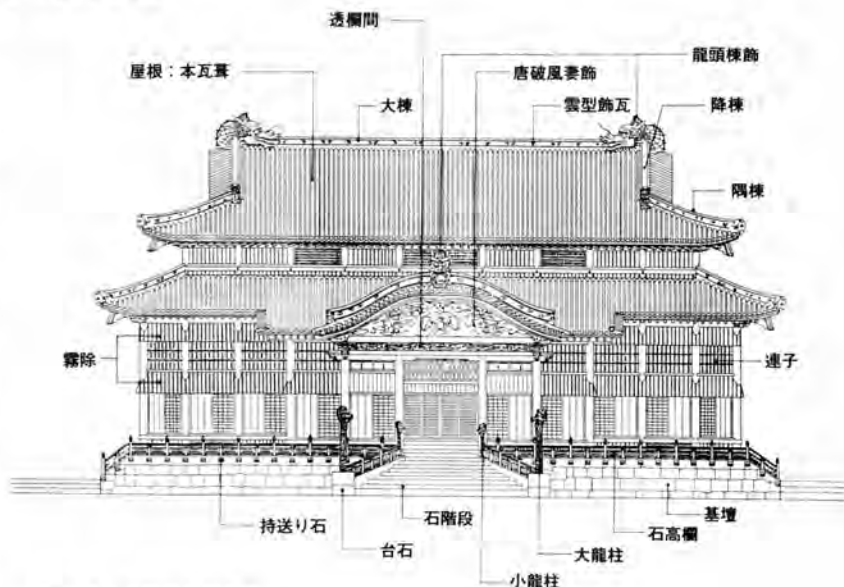 透欄間
龍頭棟飾
屋根：本瓦葺
唐破風妻飾
大棟
雲型飾瓦
降棟
隅棟
霧除
連子
持送り石
石階段
基壇
石高欄
台石
大龍柱
小龍柱